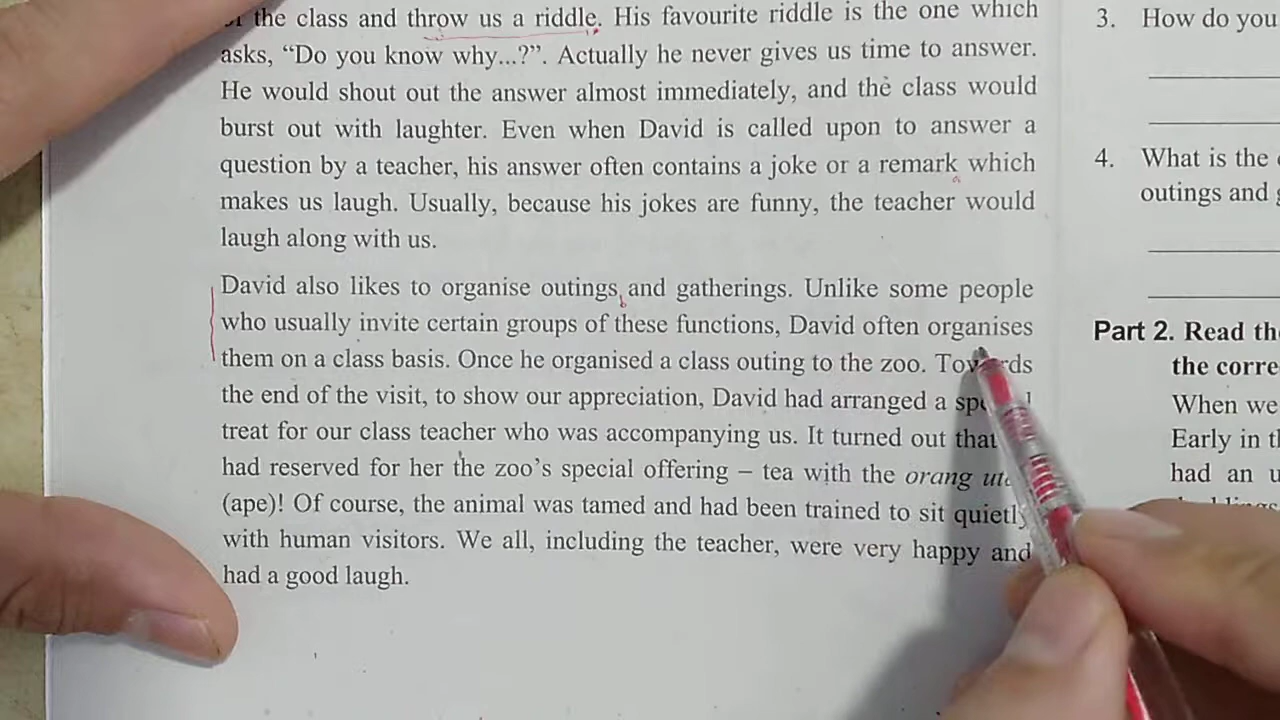 the class and throw us a riddle. His favourite riddle is the one which
asks, “Do you know why...?”. Actually he never gives us time to answer.
He would shout out the answer almost immediately, and the class would
burst out with laughter. Even when David is called upon to answer a
question by a teacher, his answer often contains a joke or a remark which
makes us laugh. Usually, because his jokes are funny, the teacher would
laugh along with us.
David also likes to organise outings and gatherings. Unlike some people
who usually invite certain groups of these functions, David often organises
them on a class basis. Once he organised a class outing to the zoo.
the end of the visit, to show our appreciation, David had arranged a
treat for our class teacher who was accompanying us. It turned out that
had reserved for her the zoo’s special offering – tea with the orang
(ape)! Of course, the animal was tamed and had been trained to sit quietly
with human visitors. We all, including the teacher, were very happy and
had a good laugh.
3. How do you
4. What is the
outings and
Part 2. Read
the
When we
Early in
had an